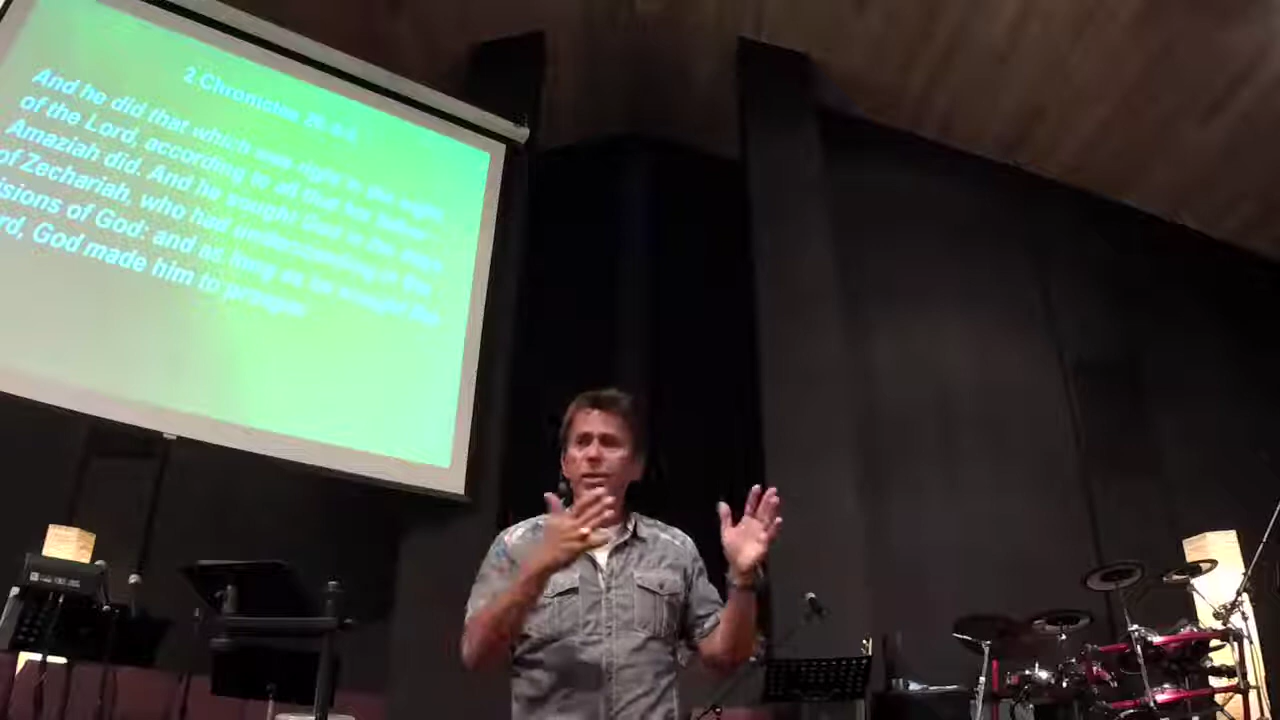 2 Chronicles 26:
And he did that which was right in the sight
of the Lord, according to all that his father
Amaziah did. And he sought God in the days
of Zechariah, who had understanding in the
isions of God: and as long as he sought the
rd, God made him to prosper